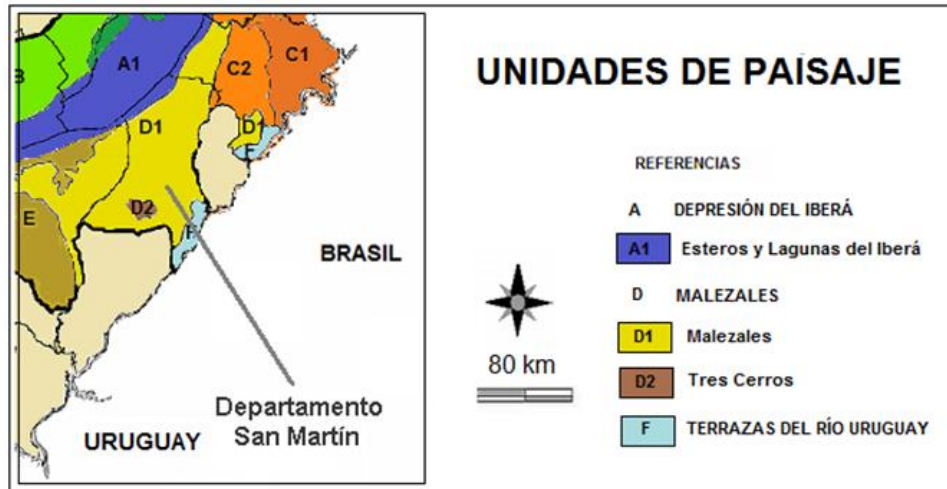 A1
C2
C1
B
D1
D1
F
E
D2
F
BRASIL
Departamento
San Martín
URUGUAY
UNIDADES DE PAISAJE
REFERENCIAS
A DEPRESIÓN DEL IBERÁ
A1 Esteros y Lagunas del Iberá
D MALEZALES
D1 Malezales
D2 Tres Cerros
F TERRAZAS DEL RÍO URUGUAY
80 km